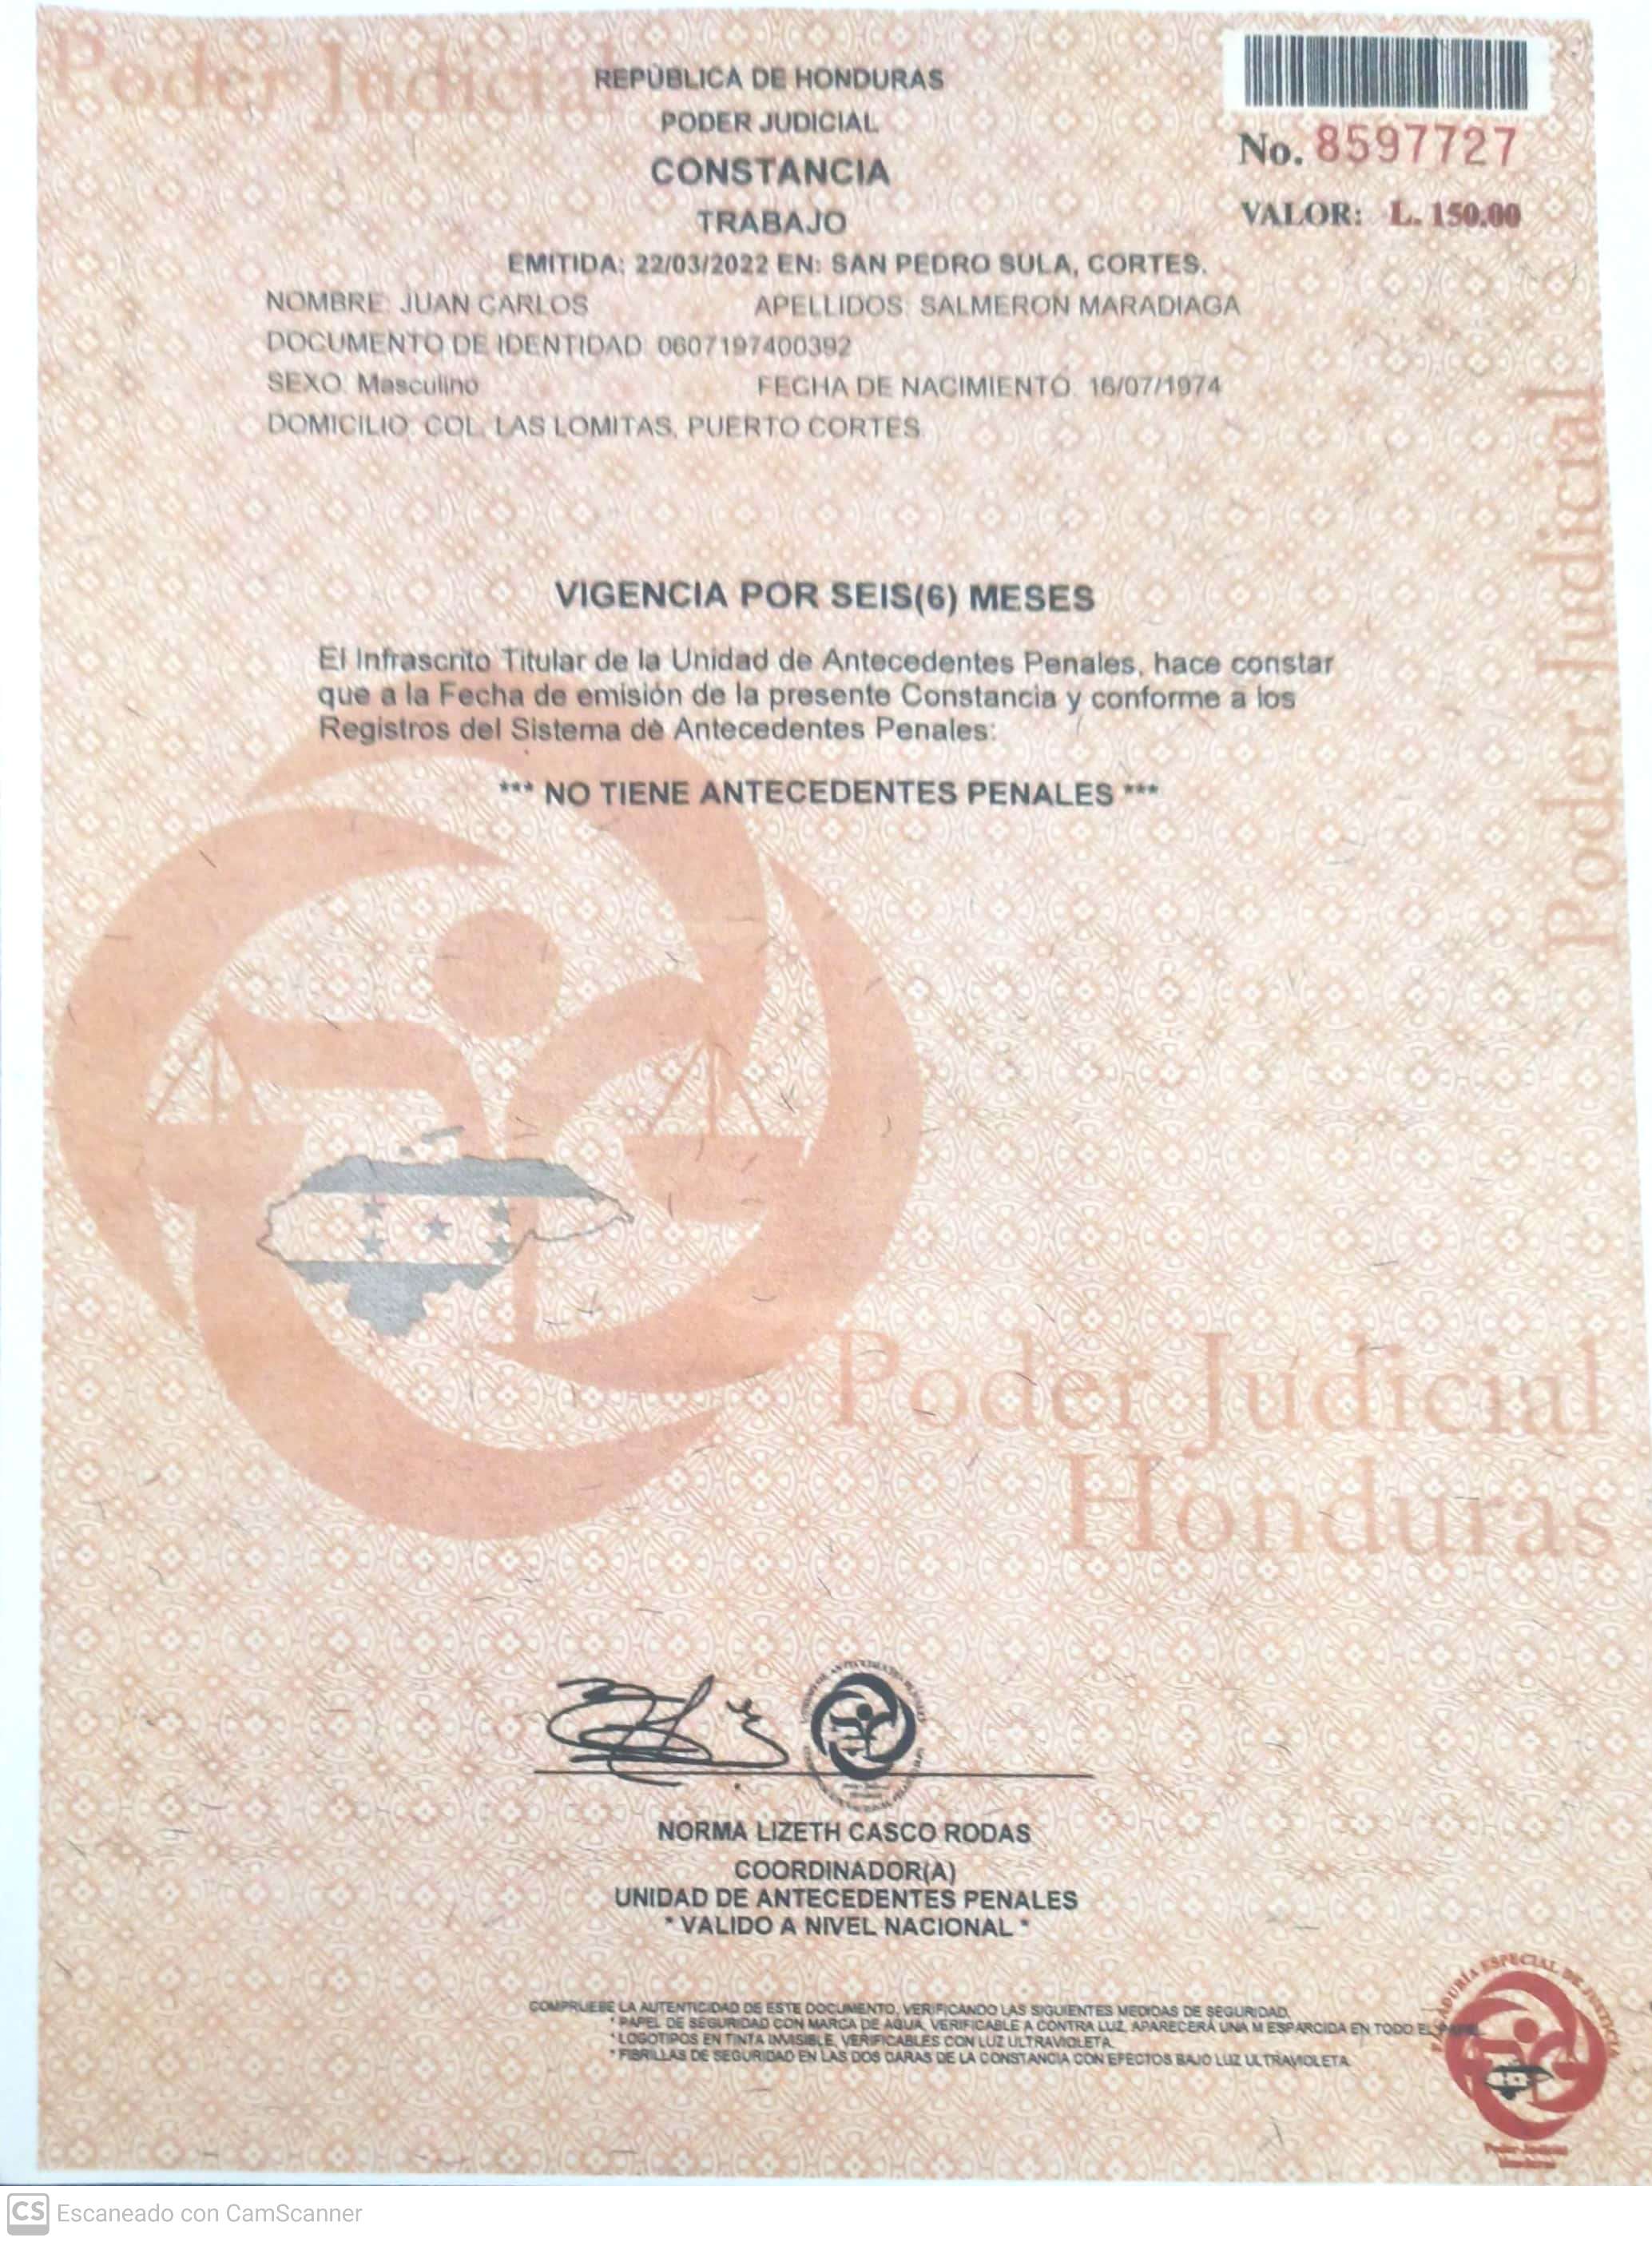 Poder Judicial
REPÚBLICA DE HONDURAS
PODER JUDICIAL
CONSTANCIA
TRABAJO
No. 8597727
VALOR: L. 150.00
EMITIDA: 22/03/2022 EN: SAN PEDRO SULA, CORTES.
NOMBRE: JUAN CARLOS APELLIDOS: SALMERON MARADIAGA
DOCUMENTO DE IDENTIDAD: 0607197400392
SEXO: Masculino FECHA DE NACIMIENTO: 16/07/1974
DOMICILIO: COL. LAS LOMITAS, PUERTO CORTES.
Poder Judicial
VIGENCIA POR SEIS(6) MESES
El Infrascrito Titular de la Unidad de Antecedentes Penales, hace constar
que a la Fecha de emisión de la presente Constancia y conforme a los
Registros del Sistema de Antecedentes Penales:
*** NO TIENE ANTECEDENTES PENALES ***
Poder Judicial
Honduras
NORMA LIZETH CASCO RODAS
COORDINADOR(A)
UNIDAD DE ANTECEDENTES PENALES
* VALIDO A NIVEL NACIONAL *
COMPRUEBE LA AUTENTICIDAD DE ESTE DOCUMENTO, VERIFICANDO LAS SIGUIENTES MEDIDAS DE SEGURIDAD.
* PAPEL DE SEGURIDAD CON MARCA DE AGUA, VERIFICABLE A CONTRA LUZ, APARECERÁ UNA M ESPARCIDA EN TODO EL PAPEL.
* LOGOTIPOS EN TINTA INVISIBLE, VERIFICABLES CON LUZ ULTRAVIOLETA.
* FIBRILLAS DE SEGURIDAD EN LAS DOS CARAS DE LA CONSTANCIA CON EFECTOS BAJO LUZ ULTRAVIOLETA.
PAGADURÍA ESPECIAL DE JUSTICIA
Poder Judicial
Honduras
CS Escaneado con CamScanner